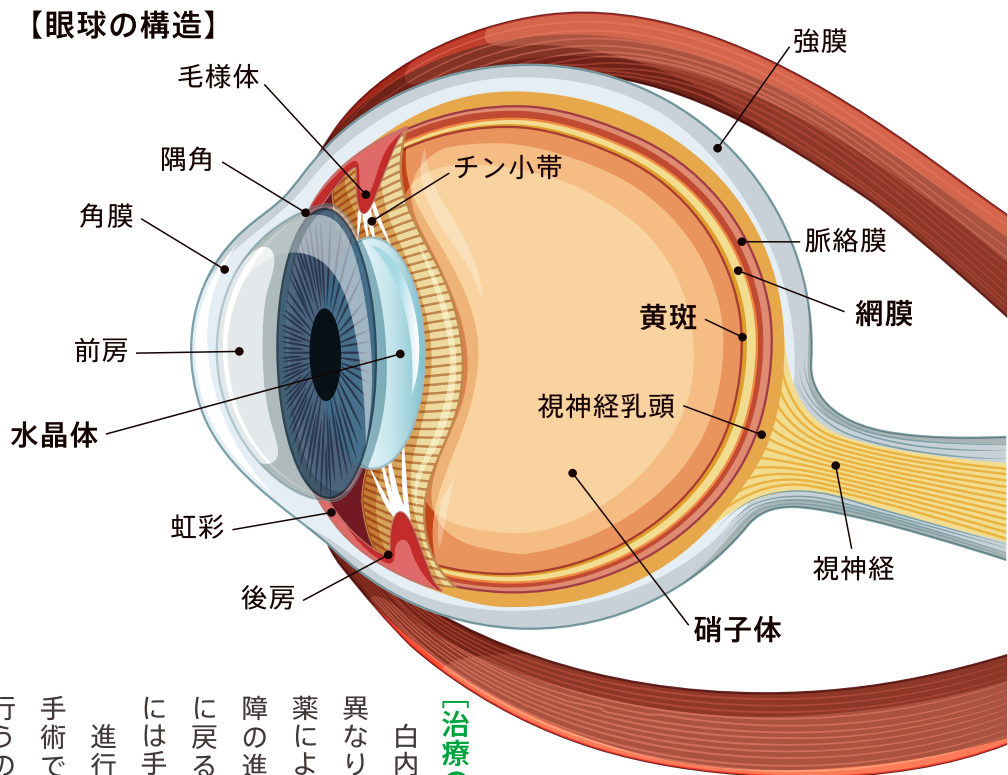 【眼球の構造】
毛様体
隅角
角膜
前房
水晶体
虹彩
後房
チン小帯
強膜
脈絡膜
網膜
黄斑
視神経乳頭
視神経
硝子体
［治療
白内
異なり
薬によ
障の進
に戻る
には手
進行
手術で
行うの